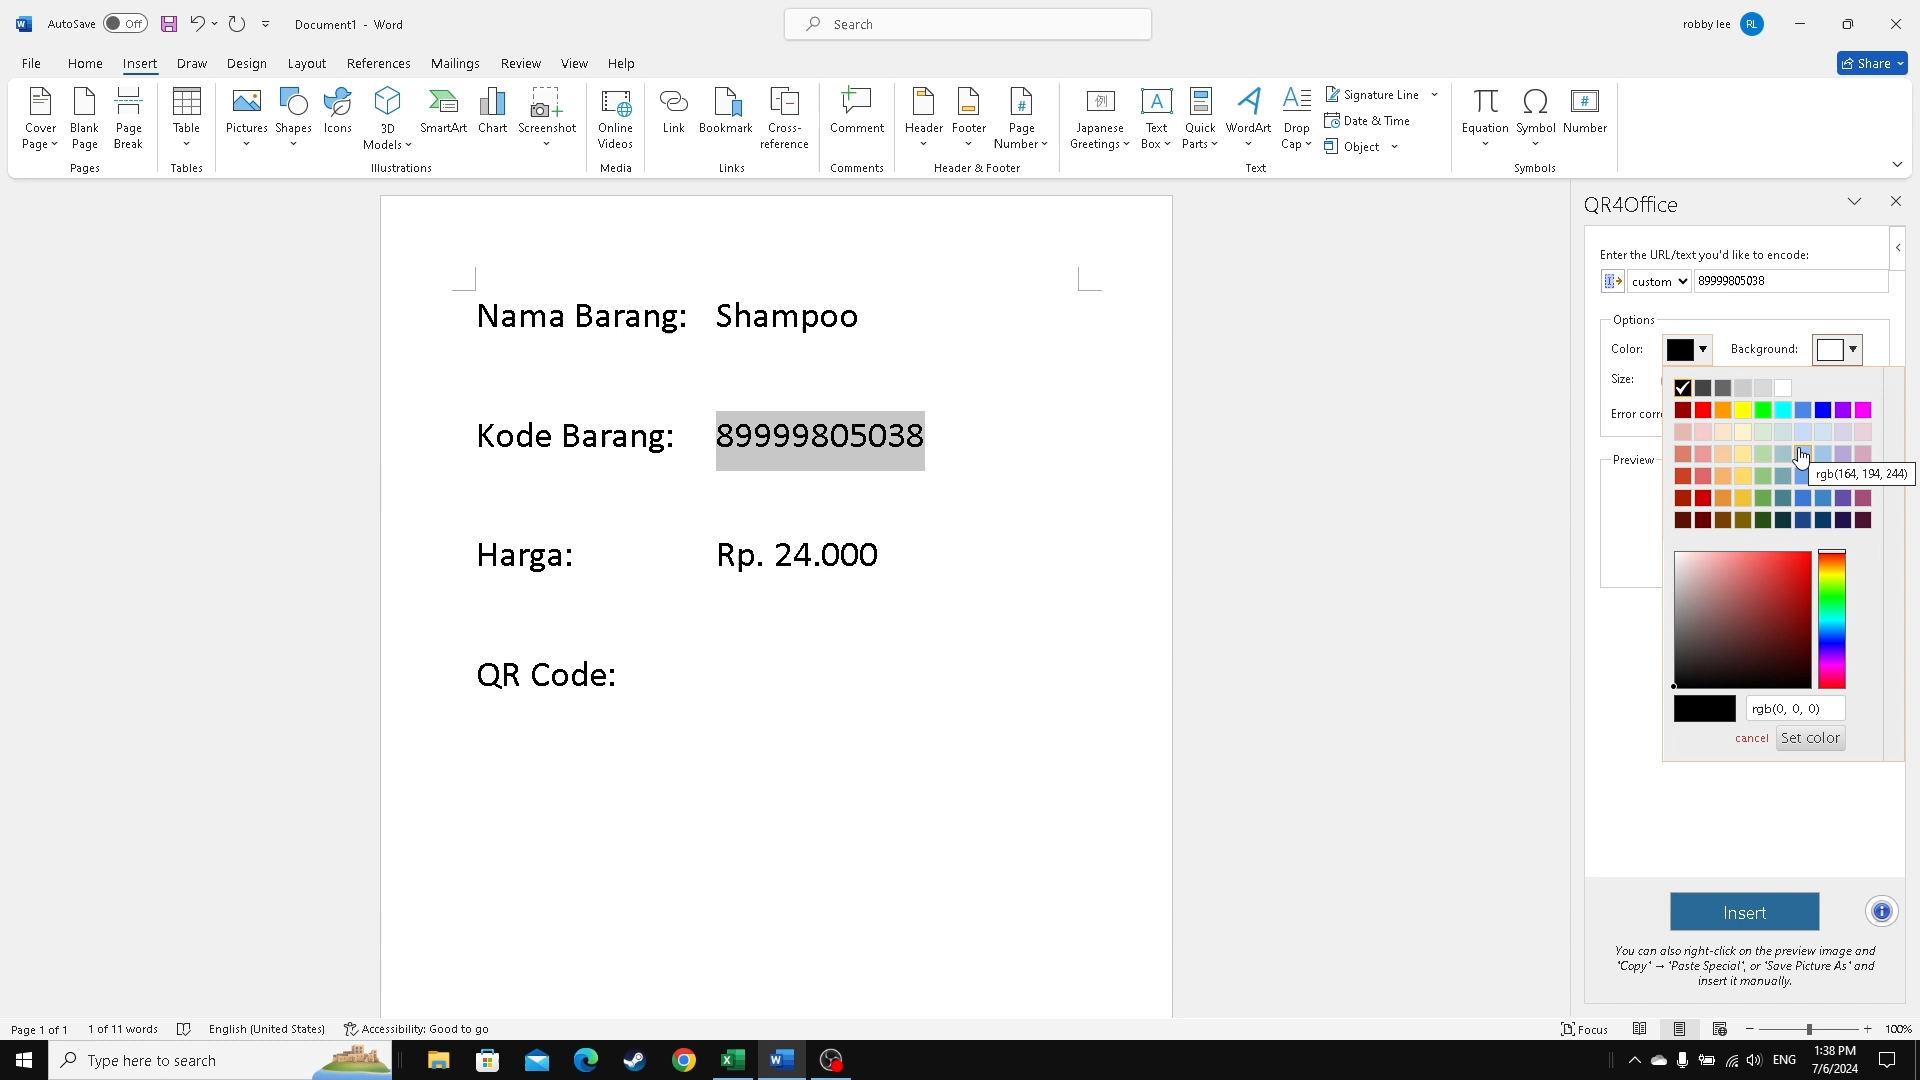 AutoSave Off Document1 - Word Search robby lee RL
File Home Insert Draw Design Layout References Mailings Review View Help Share
Cover Page Blank Page Page Break Table Pictures Shapes Icons 3D Models SmartArt Chart Screenshot Online Videos Link Bookmark Cross-reference Comment Header Footer Page Number Japanese Greetings Text Box Quick Parts WordArt Drop Cap Signature Line Date & Time Object Equation Symbol Number
Pages Tables Illustrations Media Links Comments Header & Footer Text Symbols
QR4Office
Enter the URL/text you'd like to encode:
custom 89999805038
Options
Color: Background:
Size:
Error corr
rgb(164, 194, 244)
Preview
rgb(0, 0, 0)
cancel Set color
Insert
You can also right-click on the preview image and
'Copy' → 'Paste Special', or 'Save Picture As' and
insert it manually.
Nama Barang: Shampoo
Kode Barang: 89999805038
Harga: Rp. 24.000
QR Code:
Page 1 of 1 1 of 11 words English (United States) Accessibility: Good to go Focus 100%
Type here to search ENG 1:38 PM
7/6/2024